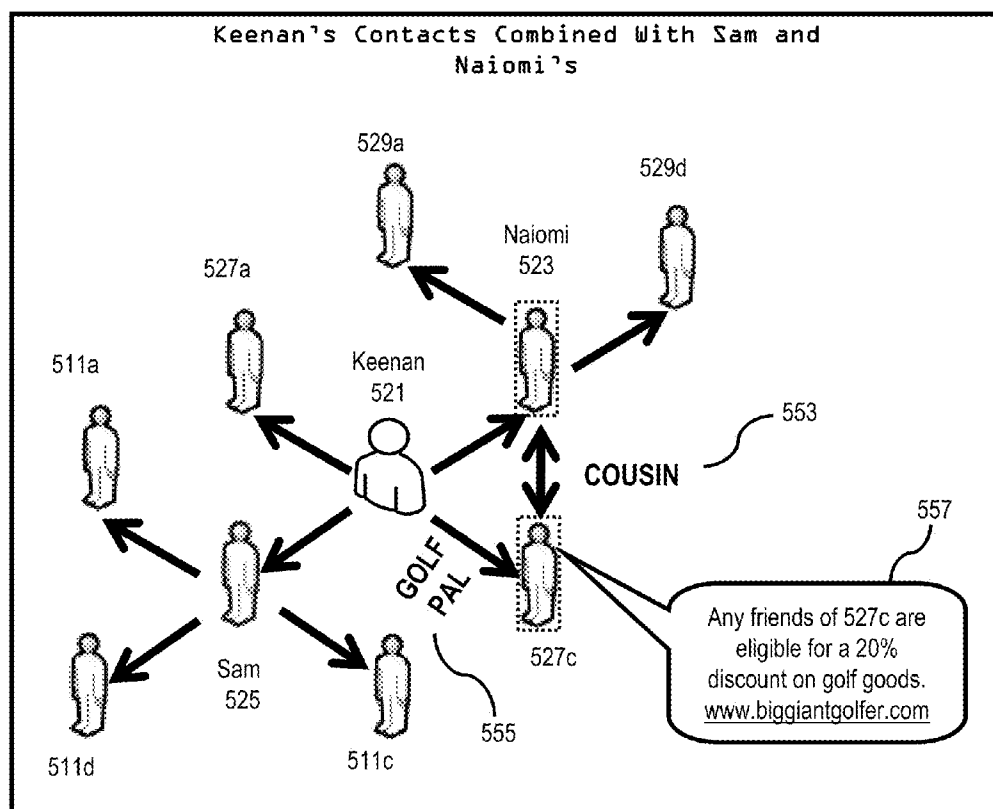 Keenan's Contacts Combined With Sam and
Naiomi's
529a
529d
Naiomi
523
527a
Keenan
521
511a
553
COUSIN
557
GOLF
PAL
Any friends of 527c are
eligible for a 20%
discount on golf goods.
www.biggiantgolfer.com
527c
Sam
525
555
511d
511c